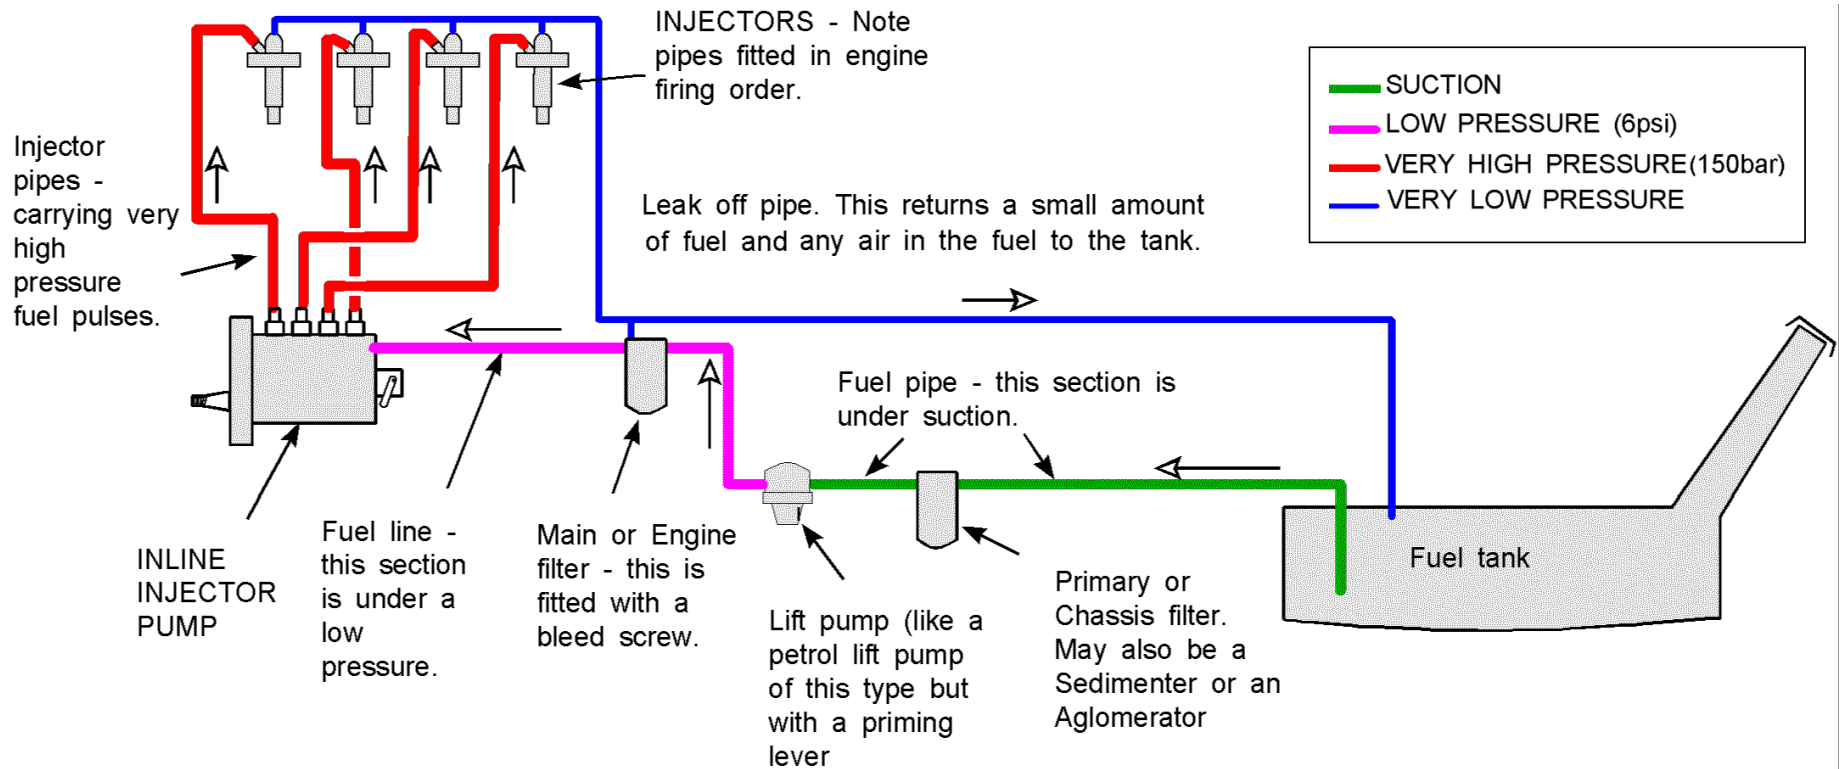 INJECTORS - Note
pipes fitted in engine
firing order.
SUCTION
LOW PRESSURE (6psi)
VERY HIGH PRESSURE(150bar)
VERY LOW PRESSURE
Injector
pipes -
carrying very
high
pressure
fuel pulses.
Leak off pipe. This returns a small amount
of fuel and any air in the fuel to the tank.
Fuel pipe - this section is
under suction.
INLINE
INJECTOR
PUMP
Fuel line -
this section
is under a
low
pressure.
Main or Engine
filter - this is
fitted with a
bleed screw.
Lift pump (like a
petrol lift pump
of this type but
with a priming
lever
Primary or
Chassis filter.
May also be a
Sedimenter or an
Aglomerator
Fuel tank